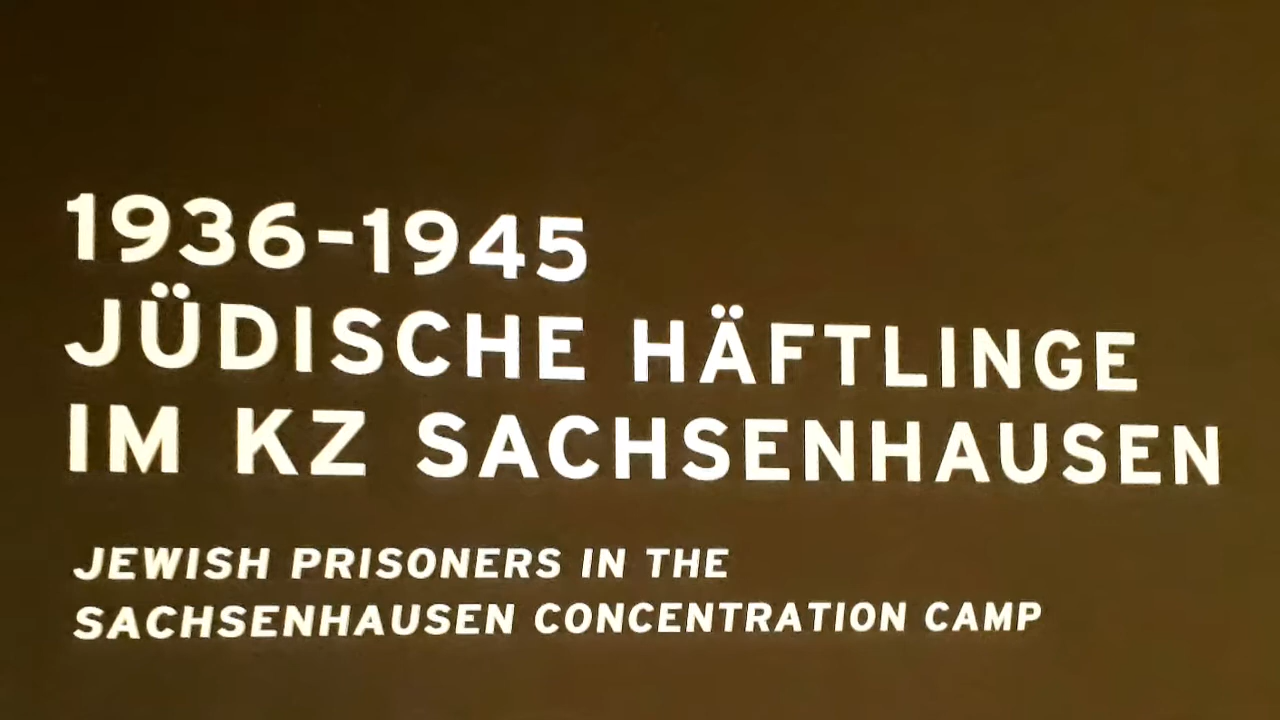 1936-1945
JÜDISCHE HÄFTLINGE
IM KZ SACHSENHAUSEN
JEWISH PRISONERS IN THE
SACHSENHAUSEN CONCENTRATION CAMP